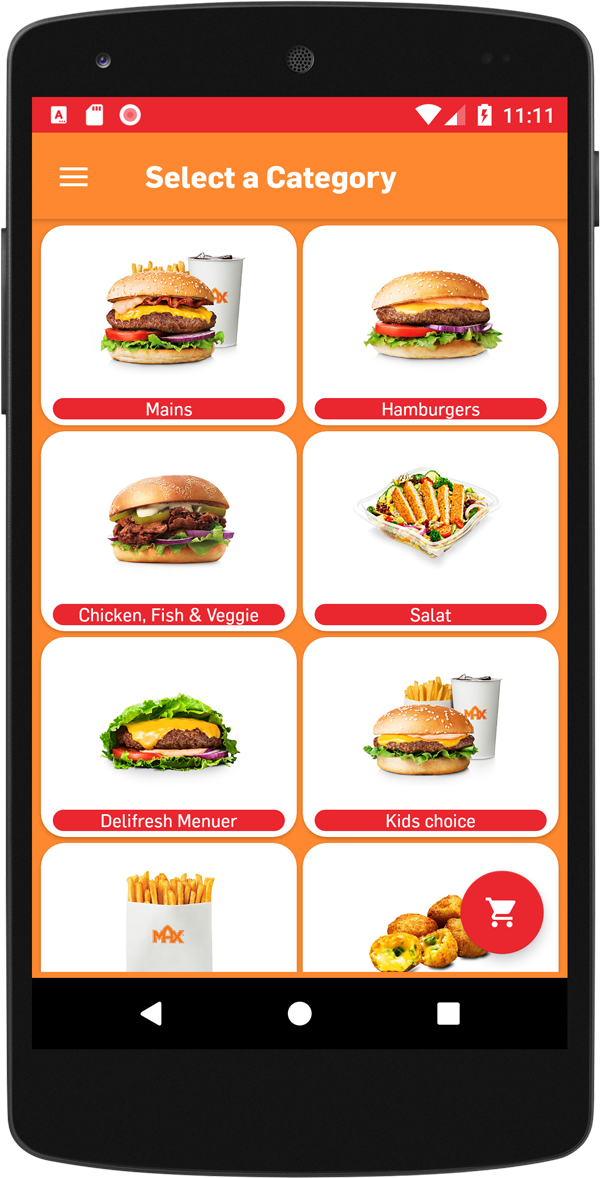 11:11
Select a Category
MAX
Mains
Hamburgers
Chicken, Fish & Veggie
Salat
MAX
Delifresh Menuer
Kids choice
MAX